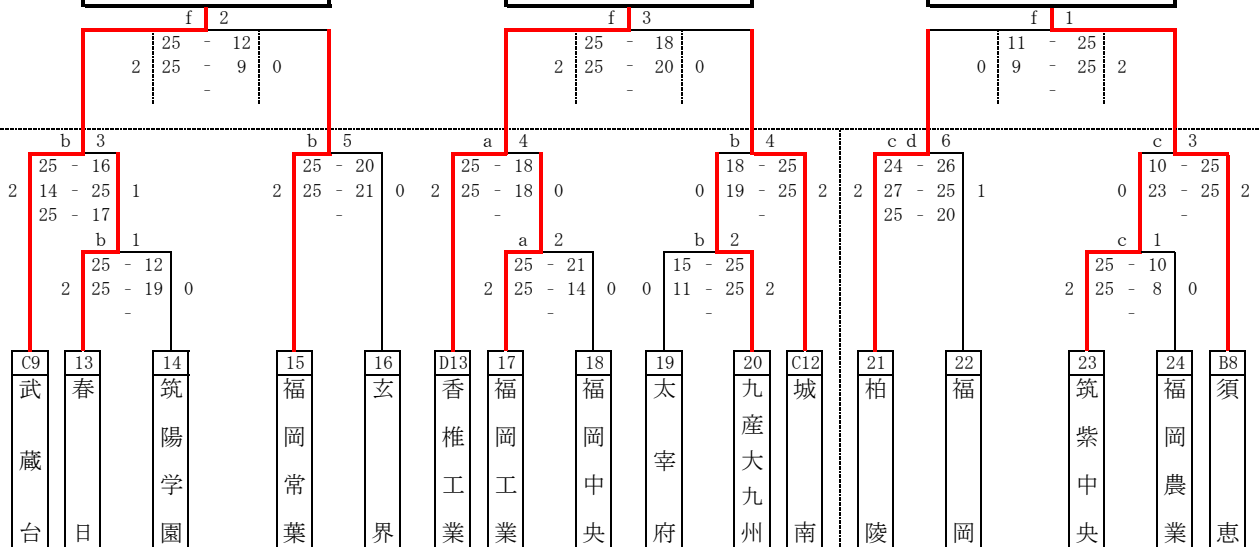 f 2 f 3 f 1
25 - 12 25 - 18 11 - 25
2 25 - 9 0 2 25 - 20 0 0 9 - 25 2
- - -
b 3 b 5 a 4 b 4 c d 6 c 3
25 - 16 25 - 20 25 - 18 18 - 25 24 - 26 10 - 25
2 14 - 25 1 2 25 - 21 0 2 25 - 18 0 0 19 - 25 2 2 27 - 25 1 0 23 - 25 2
25 - 17 - - - 25 - 20 -
b 1 a 2 b 2 c 1
25 - 12 25 - 21 15 - 25 25 - 10
2 25 - 19 0 2 25 - 14 0 0 11 - 25 2 2 25 - 8 0
- - - -
C9 13 14 15 16 D13 17 18 19 20 C12 21 22 23 24 B8
武蔵台
春日
筑陽学園
福岡常葉
玄界
香椎工業
福岡工業
福岡中央
太宰府
九産大九州
城南
柏陵
福岡
筑紫中央
福岡農業
須恵